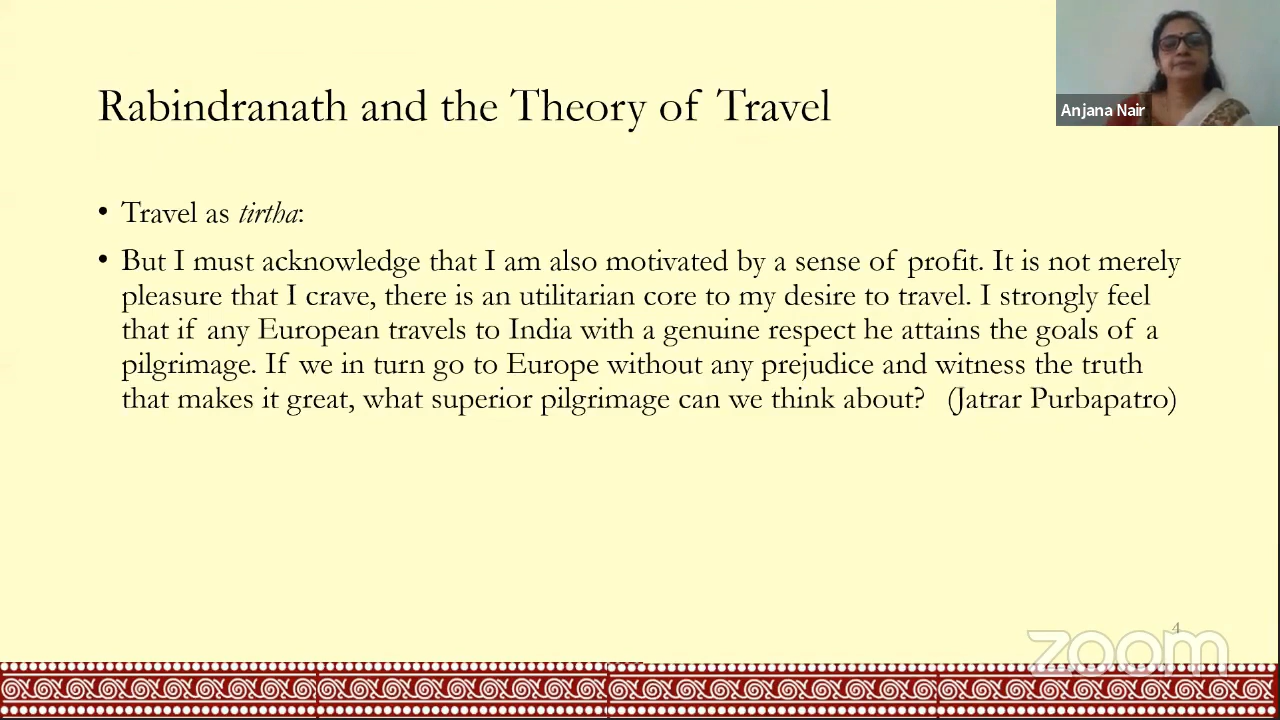 Rabindranath and the Theory of Travel
Anjana Nair
• Travel as tirtha:
• But I must acknowledge that I am also motivated by a sense of profit. It is not merely
pleasure that I crave, there is an utilitarian core to my desire to travel. I strongly feel
that if any European travels to India with a genuine respect he attains the goals of a
pilgrimage. If we in turn go to Europe without any prejudice and witness the truth
that makes it great, what superior pilgrimage can we think about? (Jatrar Purbapatro)
4
zoom